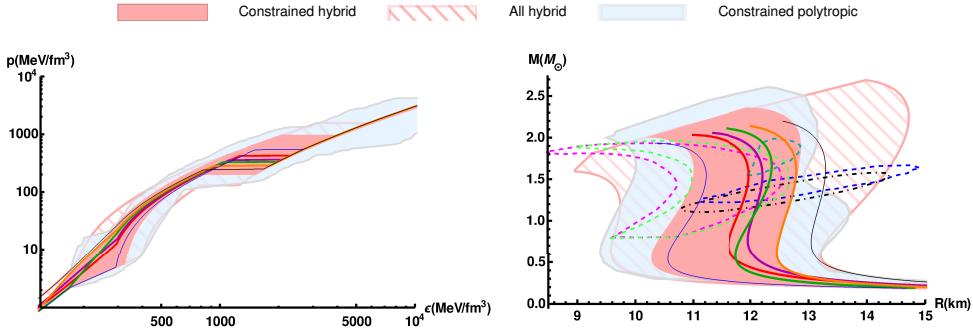 Constrained hybrid All hybrid Constrained polytropic
p(MeV/fm³)
10⁴
1000
100
10
500 1000 5000 10⁴
ϵ(MeV/fm³)
M(M⊙)
2.5
2.0
1.5
1.0
0.5
0.0
9 10 11 12 13 14 15
R(km)